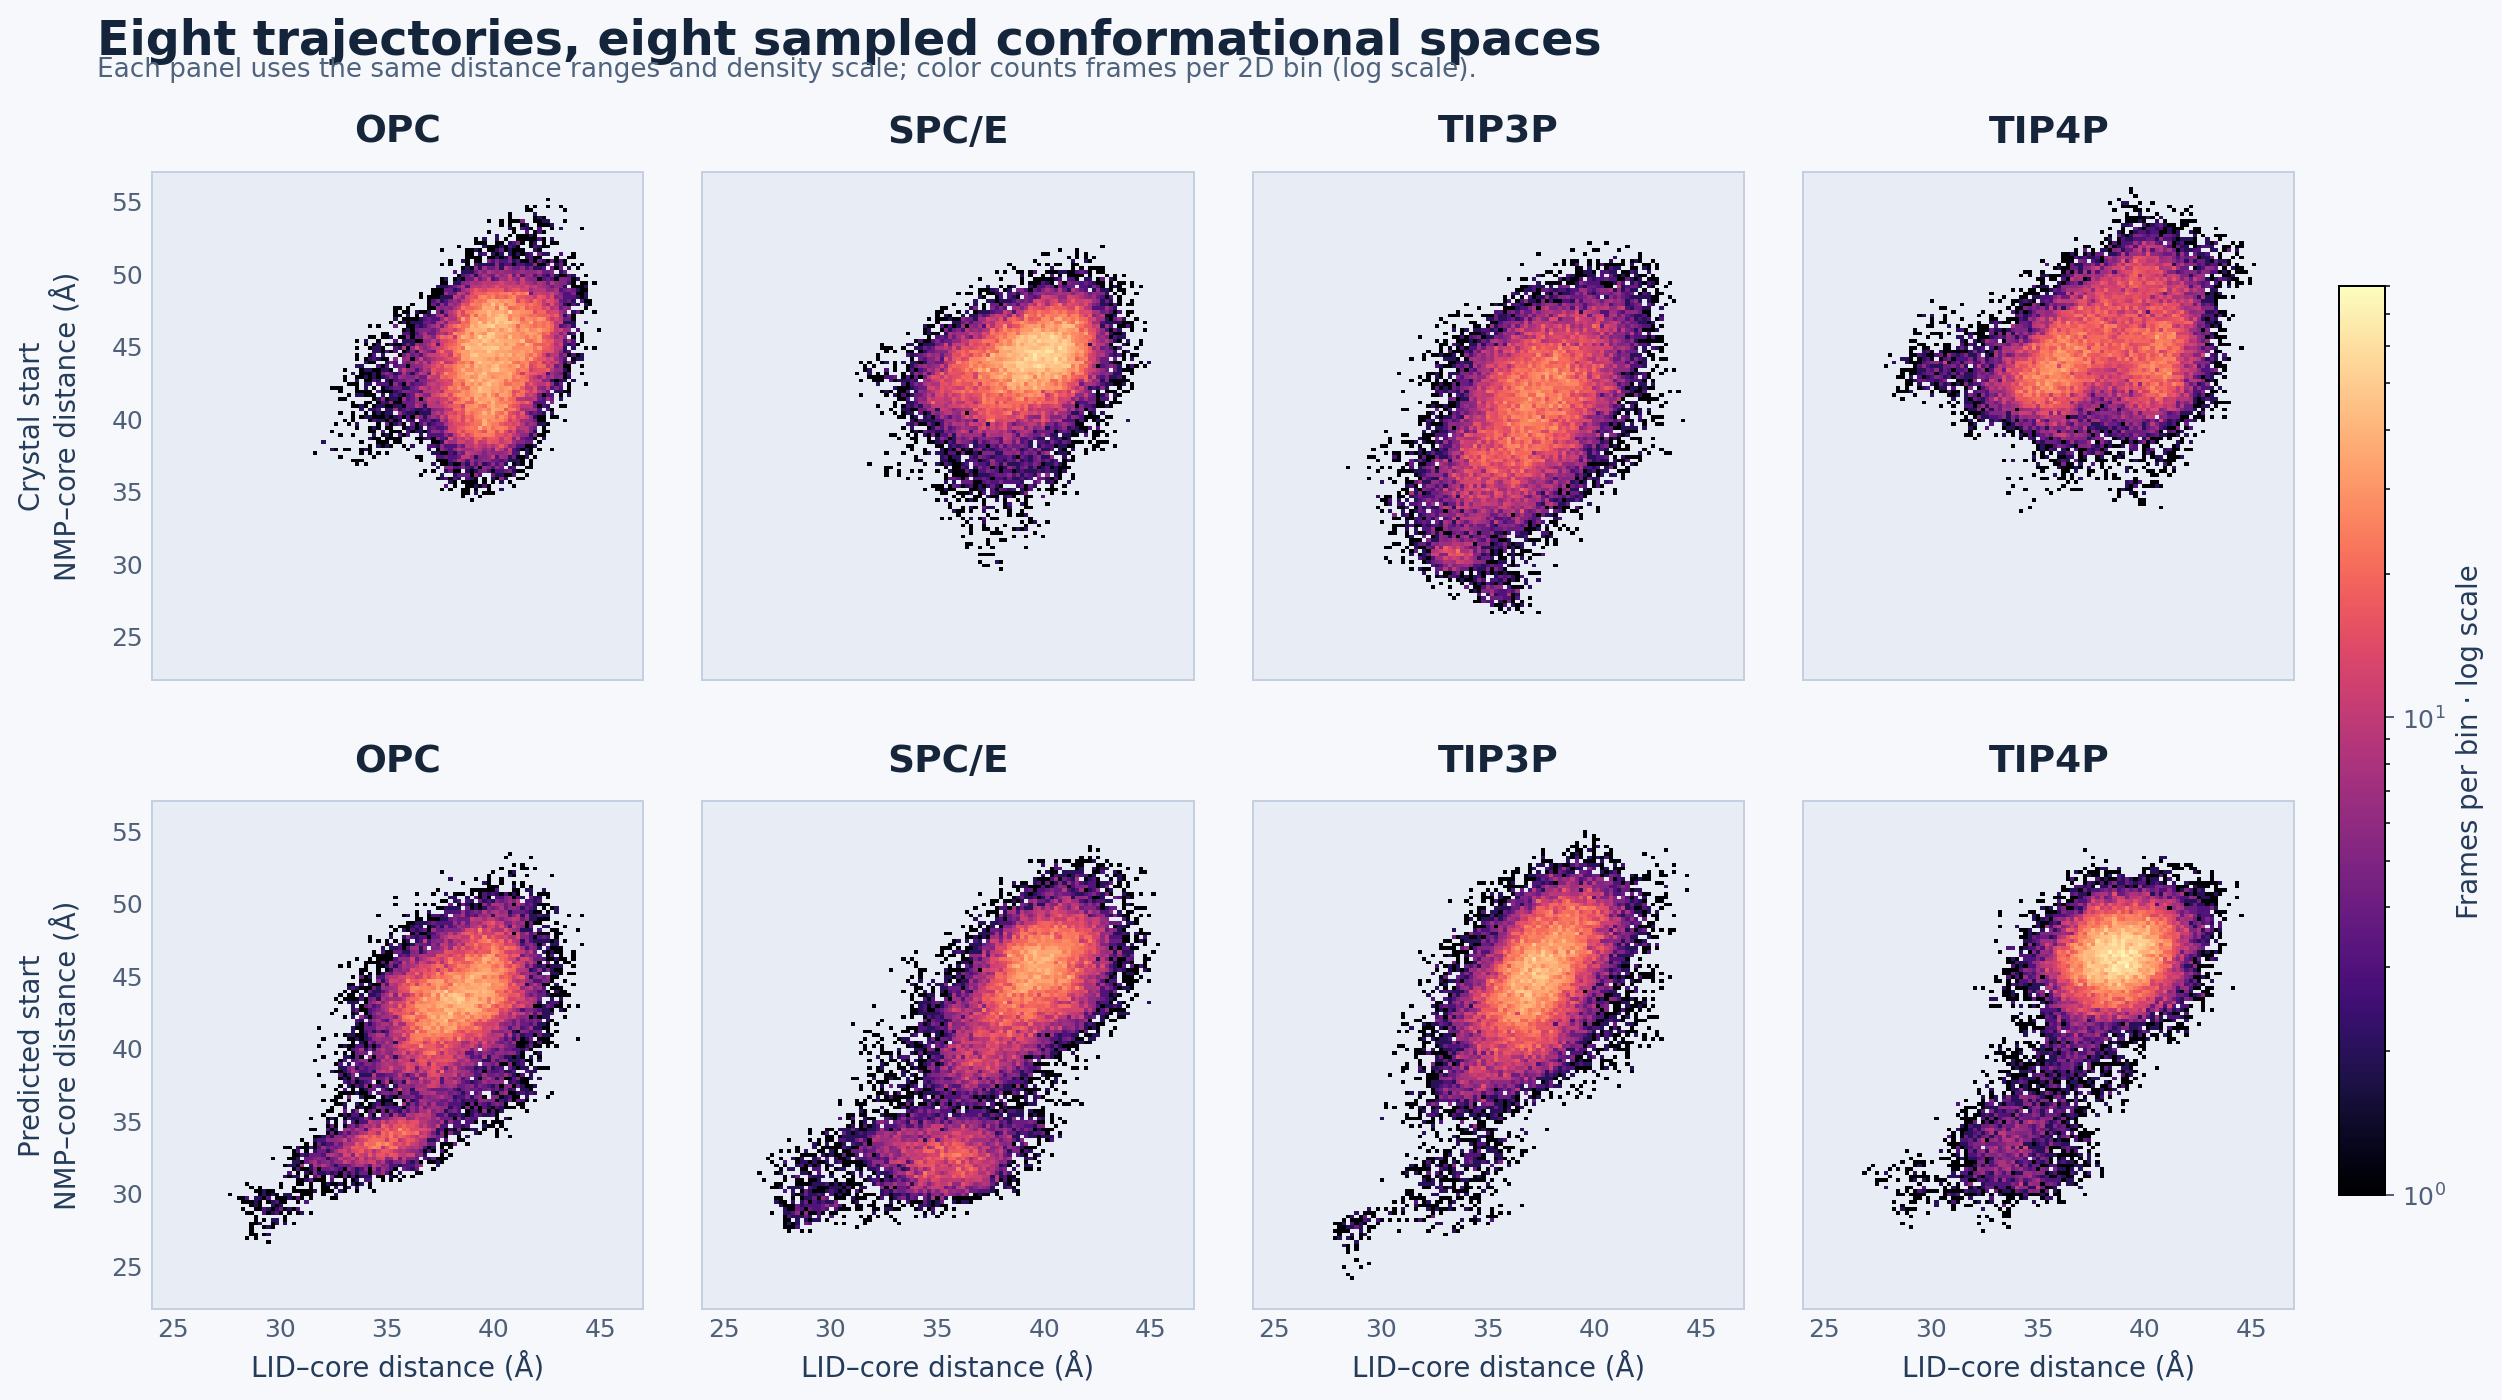 Eight trajectories, eight sampled conformational spaces
Each panel uses the same distance ranges and density scale; color counts frames per 2D bin (log scale).
OPC
SPC/E
TIP3P
TIP4P
Crystal start
NMP–core distance (Å)
55
50
45
40
35
30
25
OPC
SPC/E
TIP3P
TIP4P
Predicted start
NMP–core distance (Å)
55
50
45
40
35
30
25
25 30 35 40 45
25 30 35 40 45
25 30 35 40 45
25 30 35 40 45
LID–core distance (Å)
LID–core distance (Å)
LID–core distance (Å)
LID–core distance (Å)
10¹
10⁰
Frames per bin · log scale